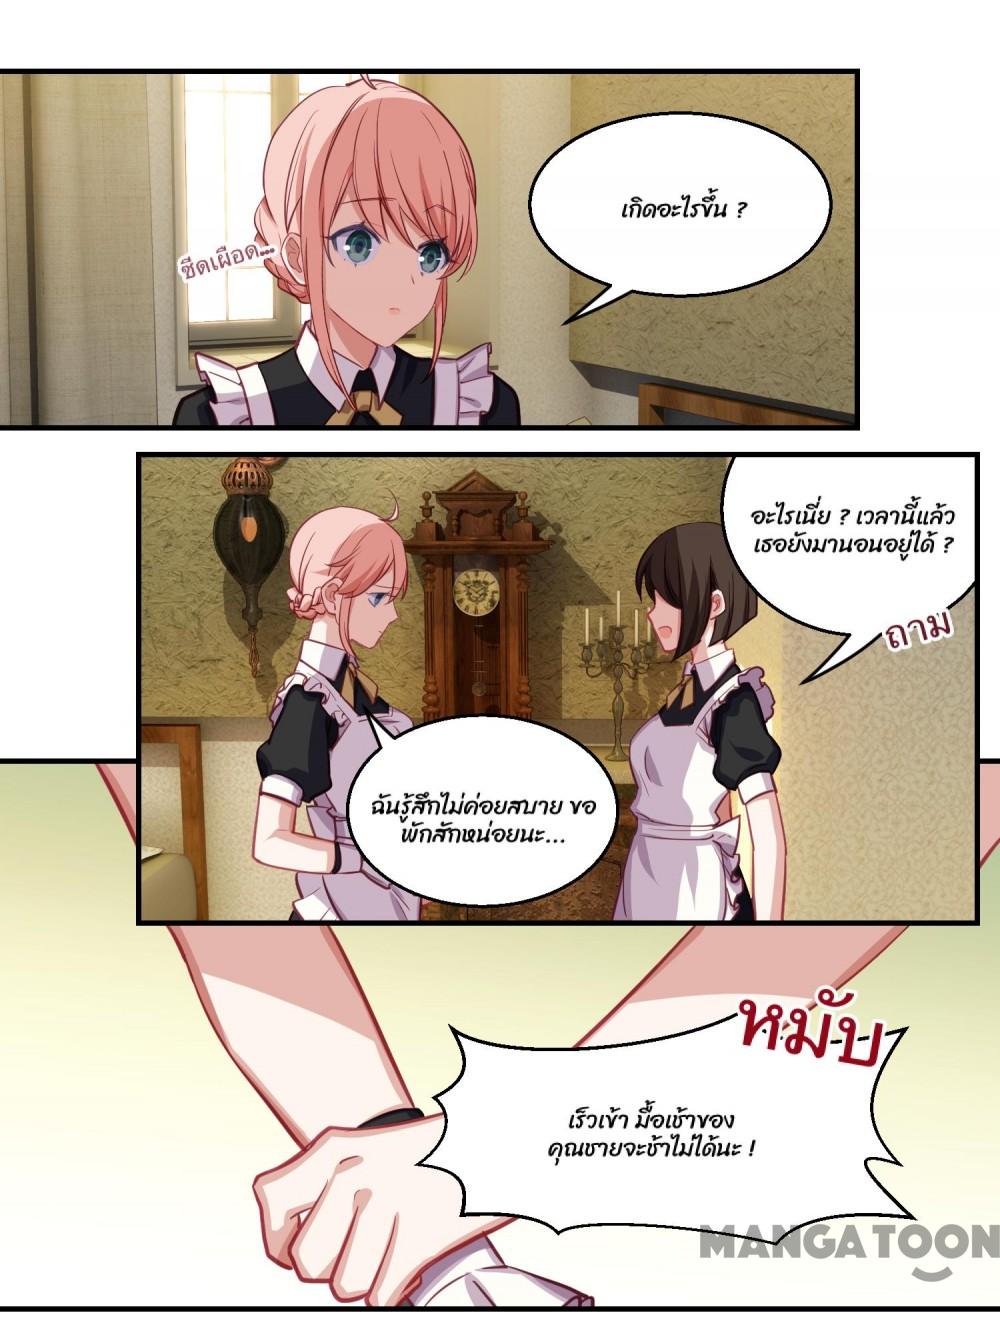 เกิดอะไรขึ้น ?
ซีดเผือด...
อะไรเนี่ย ? เวลานี้แล้ว
เธอยังมานอนอยู่ได้ ?
ถาม
ฉันรู้สึกไม่ค่อยสบาย ขอ
พักสักหน่อยนะ...
หมับ
เร็วเข้า มื้อเช้าของ
คุณชายจะช้าไม่ได้นะ !
MANGATOON